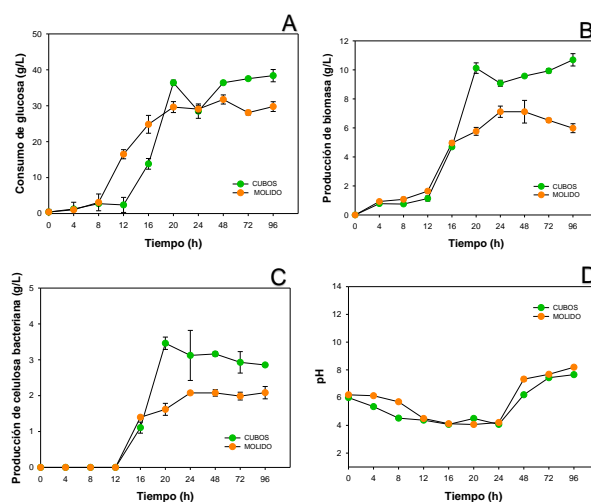 A
Consumo de glucosa (g/L)
50
40
30
20
10
0
CUBOS
MOLIDO
0 4 8 12 16 20 24 48 72 96
Tiempo (h)
B
Producción de biomasa (g/L)
12
10
8
6
4
2
0
CUBOS
MOLIDO
0 4 8 12 16 20 24 48 72 96
Tiempo (h)
C
Producción de celulosa bacteriana (g/L)
5
4
3
2
1
0
CUBOS
MOLIDO
0 4 8 12 16 20 24 48 72 96
Tiempo (h)
D
pH
14
12
10
8
6
4
CUBOS
MOLIDO
0 4 8 12 16 20 24 48 72 96
Tiempo (h)